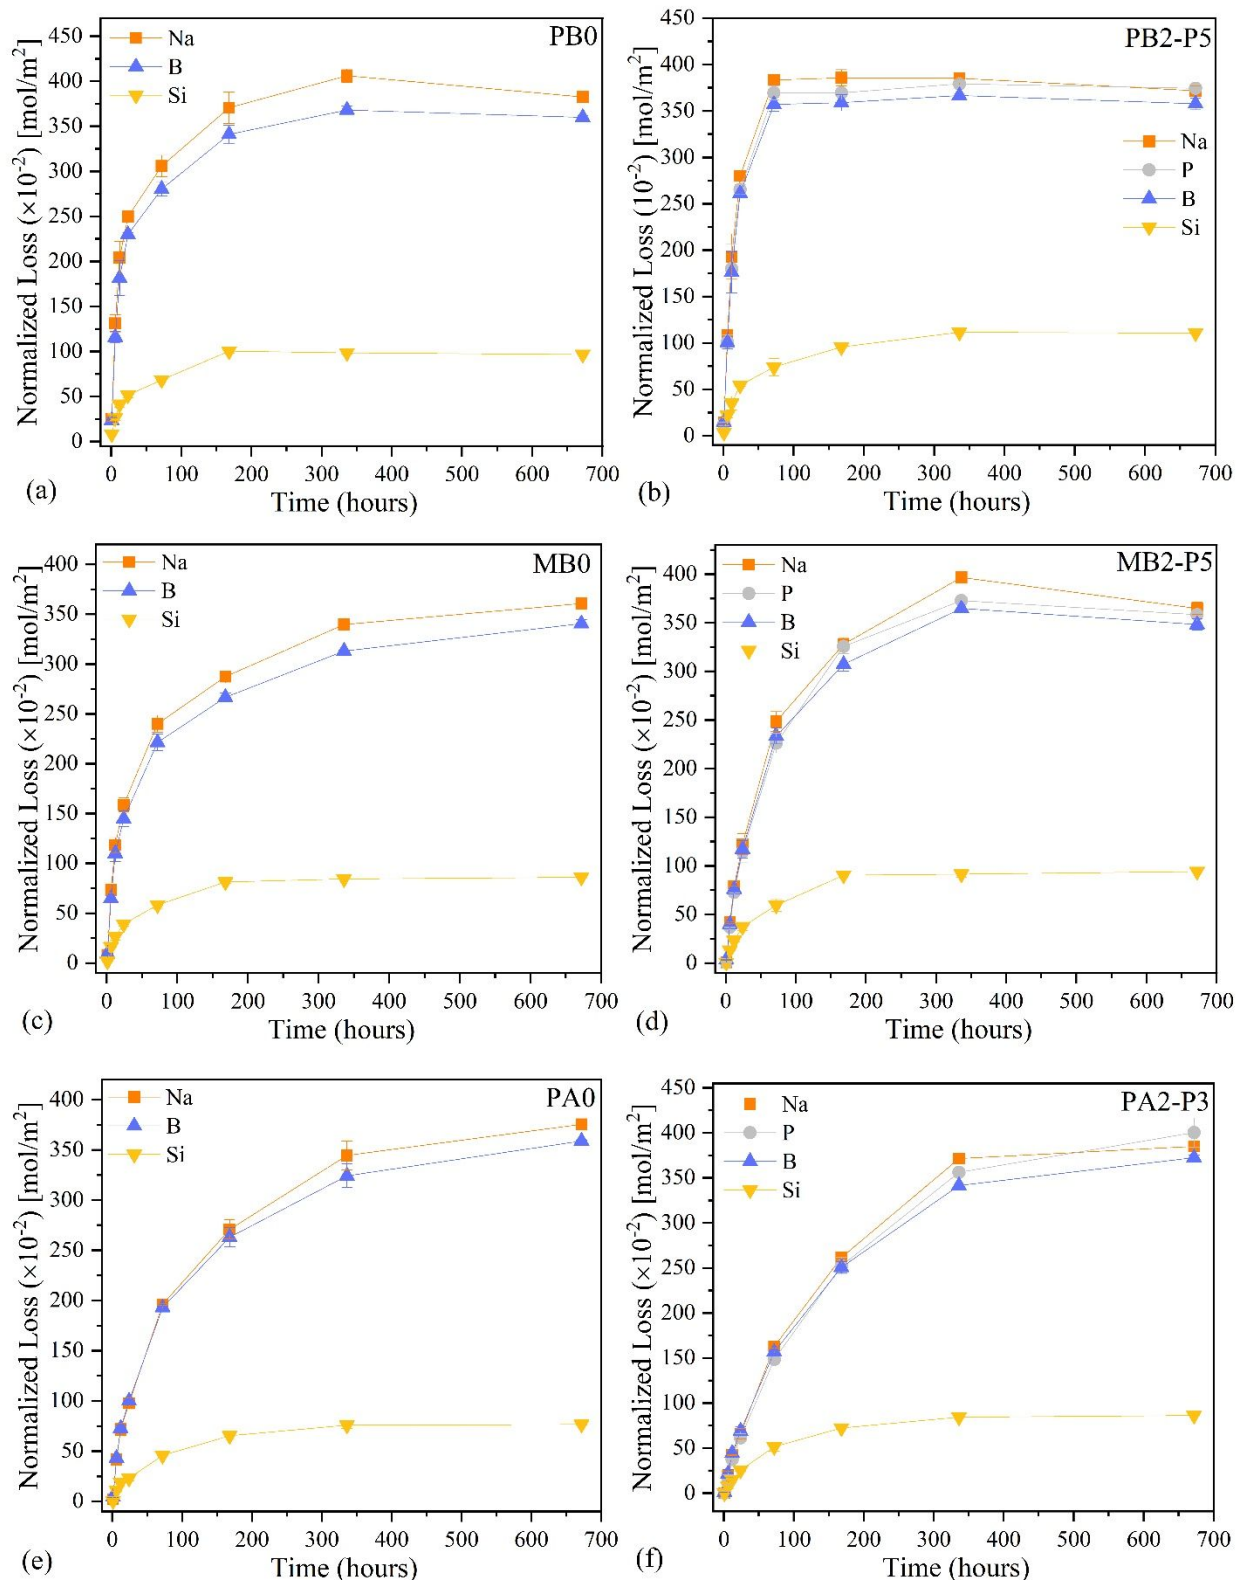 PB0
Na
B
Si
450
400
350
300
250
200
150
100
50
0
Normalized Loss (×10⁻²) [mol/m²]
0 100 200 300 400 500 600 700
Time (hours)
(a)
PB2-P5
Na
P
B
Si
450
400
350
300
250
200
150
100
50
0
Normalized Loss (10⁻²) [mol/m²]
0 100 200 300 400 500 600 700
Time (hours)
(b)
MB0
Na
B
Si
400
350
300
250
200
150
100
50
0
Normalized Loss (×10⁻²) [mol/m²]
0 100 200 300 400 500 600 700
Time (hours)
(c)
MB2-P5
Na
P
B
Si
400
350
300
250
200
150
100
50
0
Normalized Loss (×10⁻²) [mol/m²]
0 100 200 300 400 500 600 700
Time (hours)
(d)
PA0
Na
B
Si
400
350
300
250
200
150
100
50
0
Normalized Loss (×10⁻²) [mol/m²]
0 100 200 300 400 500 600 700
Time (hours)
(e)
PA2-P3
Na
P
B
Si
450
400
350
300
250
200
150
100
50
0
Normalized Loss (×10⁻²) [mol/m²]
0 100 200 300 400 500 600 700
Time (hours)
(f)